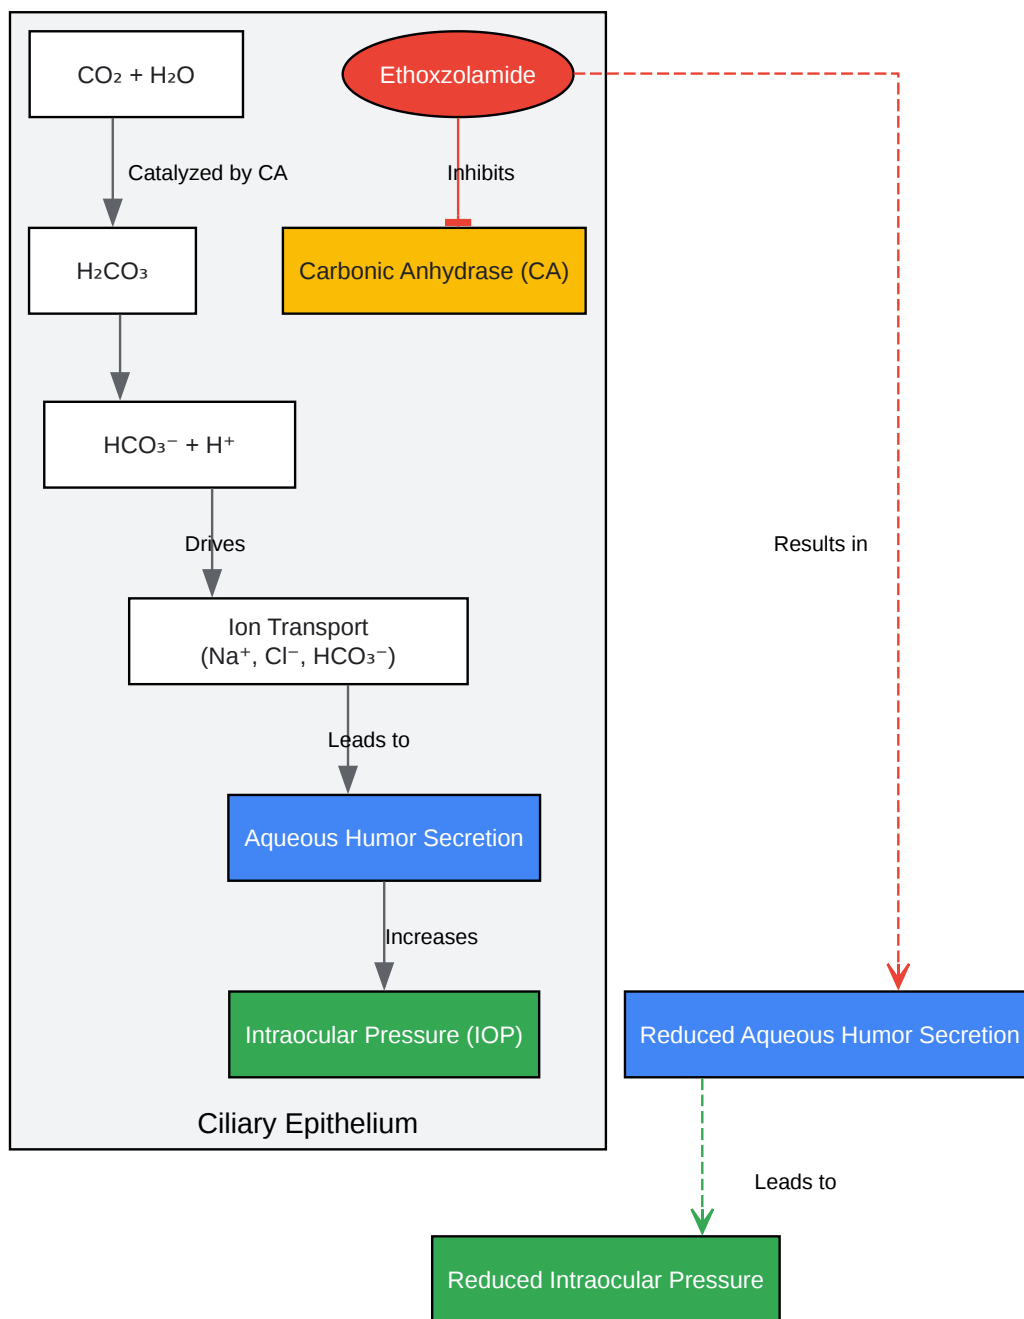 CO₂ + H₂O
Ethoxzolamide
Catalyzed by CA
Inhibits
H₂CO₃
Carbonic Anhydrase (CA)
HCO₃⁻ + H⁺
Drives
Results in
Ion Transport
(Na⁺, Cl⁻, HCO₃⁻)
Leads to
Aqueous Humor Secretion
Increases
Intraocular Pressure (IOP)
Reduced Aqueous Humor Secretion
Ciliary Epithelium
Leads to
Reduced Intraocular Pressure